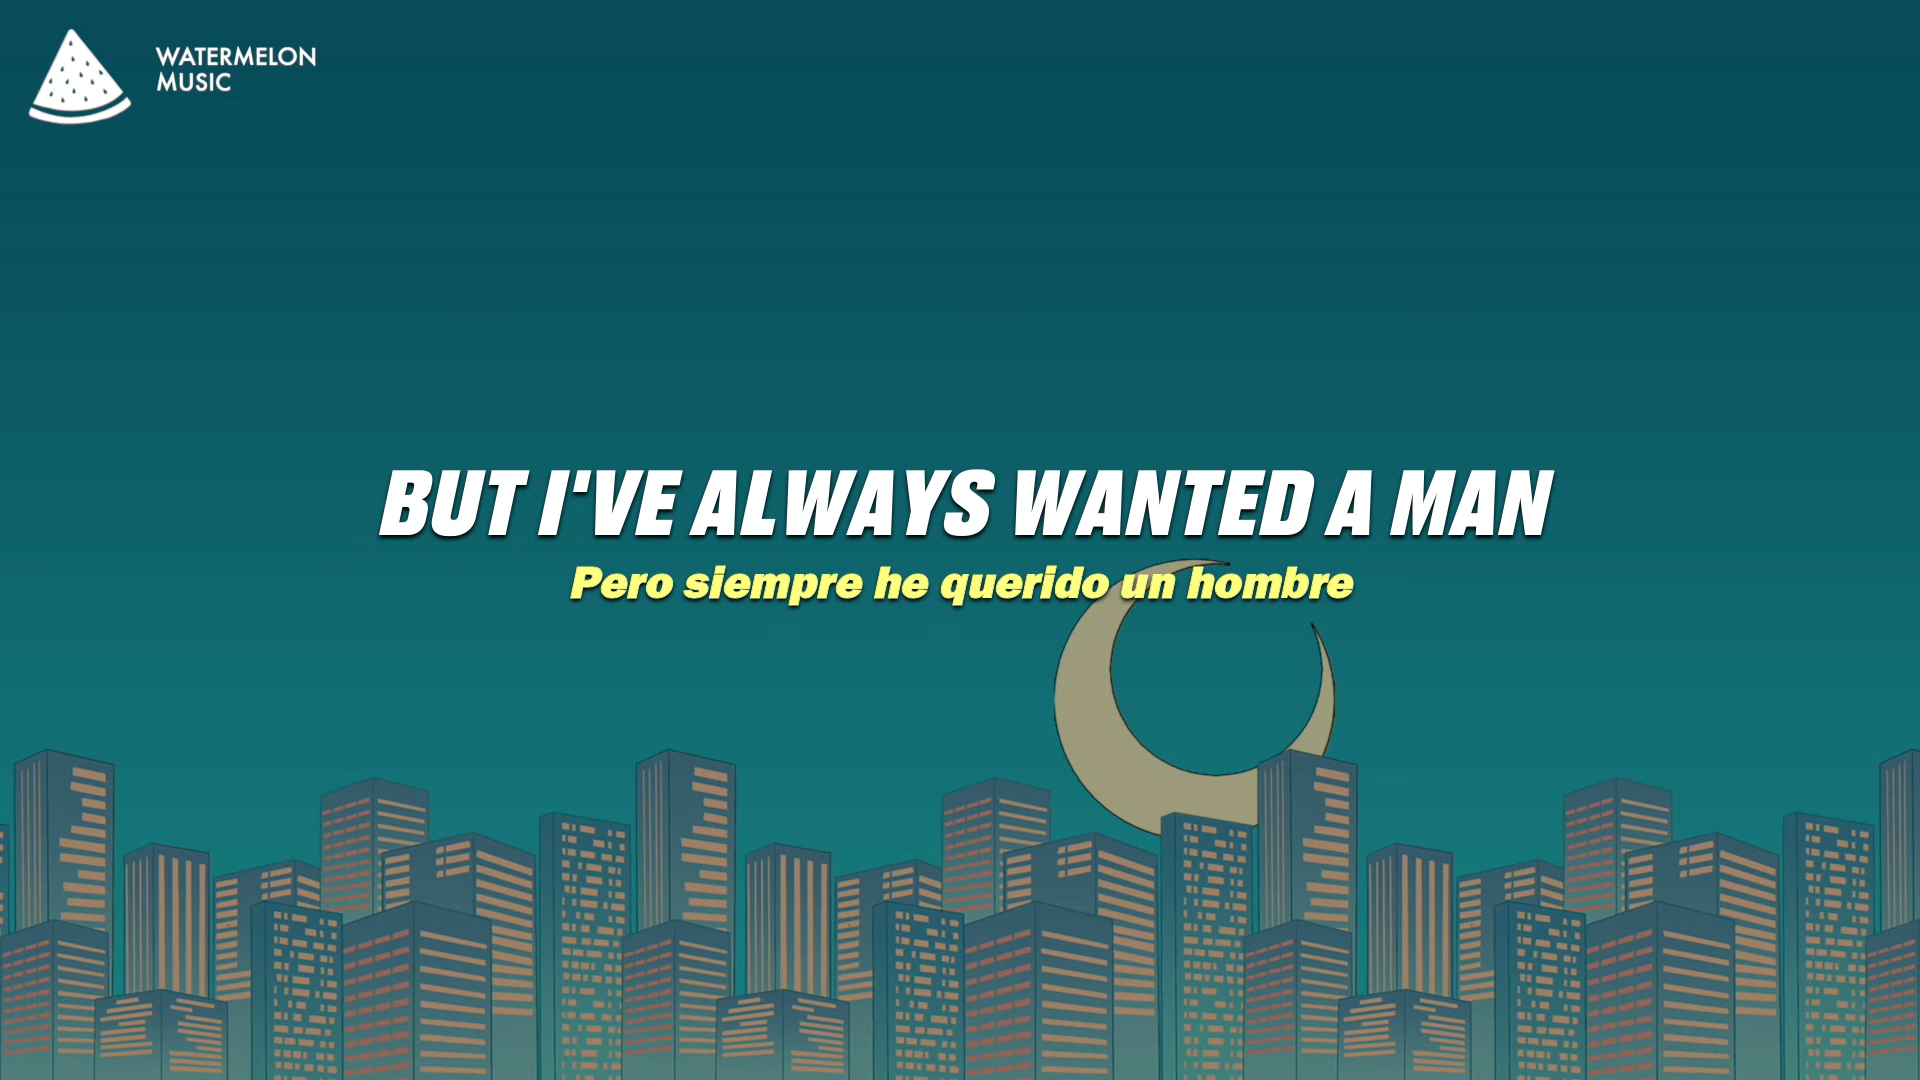 WATERMELON
MUSIC
BUT I'VE ALWAYS WANTED A MAN
Pero siempre he querido un hombre